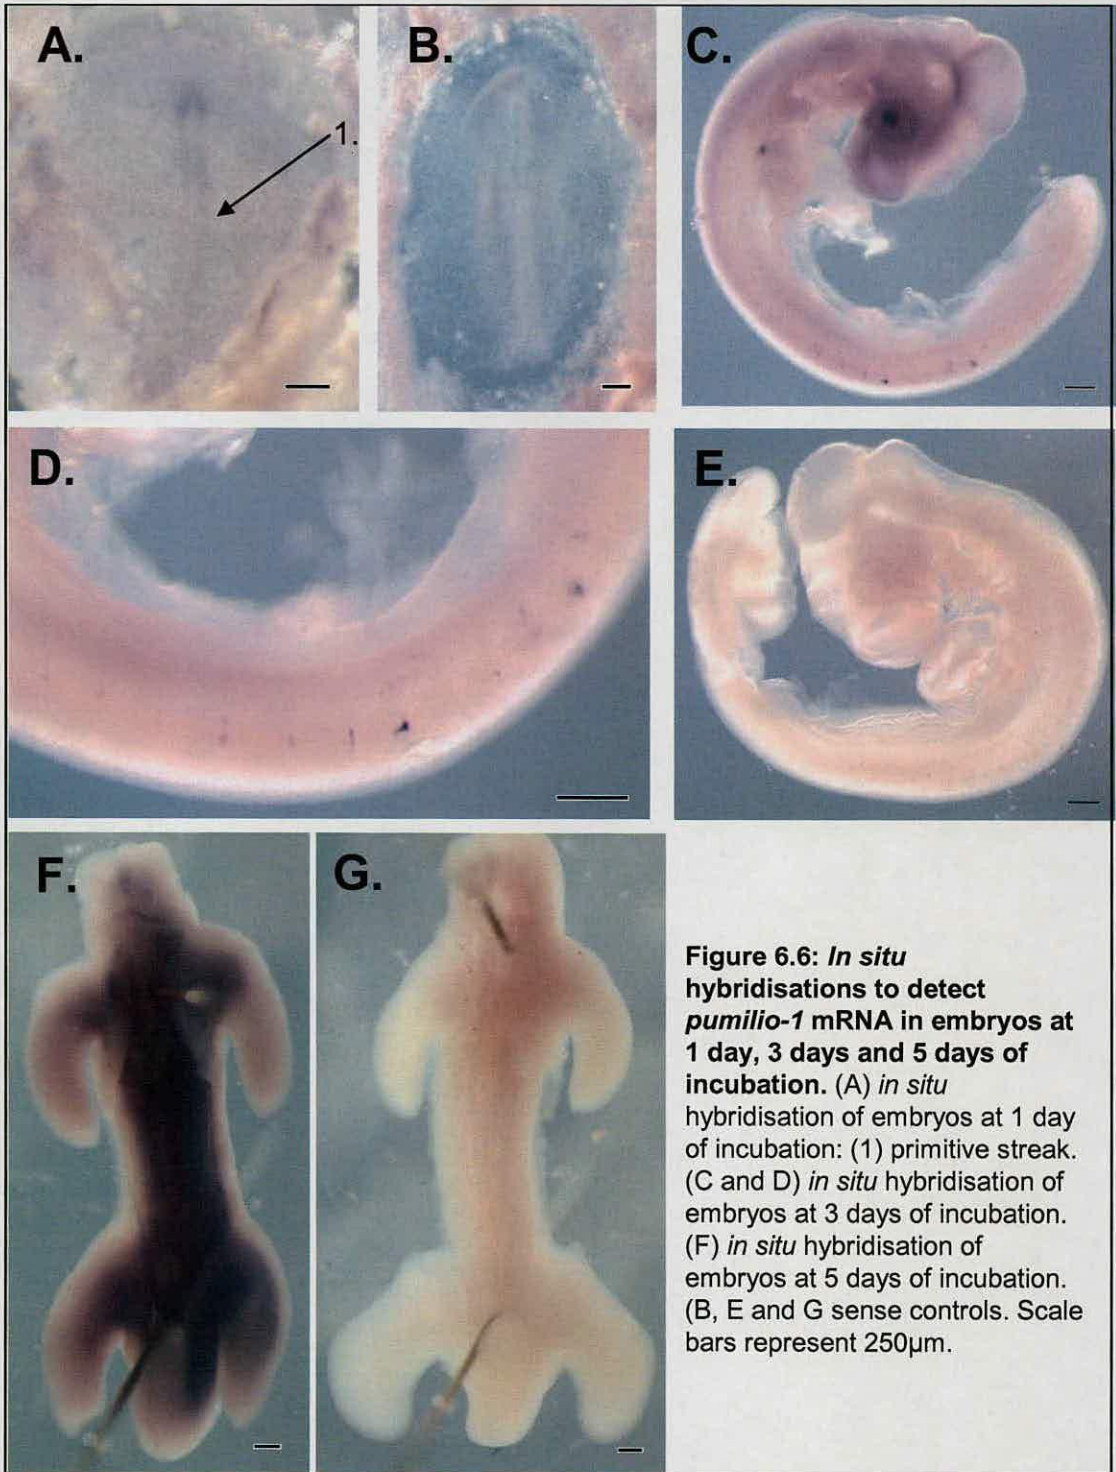 A.
B.
C.
1.
D.
E.
F.
G.
Figure 6.6: In situ
hybridisations to detect
pumilio-1 mRNA in embryos at
1 day, 3 days and 5 days of
incubation. (A) in situ
hybridisation of embryos at 1 day
of incubation: (1) primitive streak.
(C and D) in situ hybridisation of
embryos at 3 days of incubation.
(F) in situ hybridisation of
embryos at 5 days of incubation.
(B, E and G sense controls. Scale
bars represent 250µm.